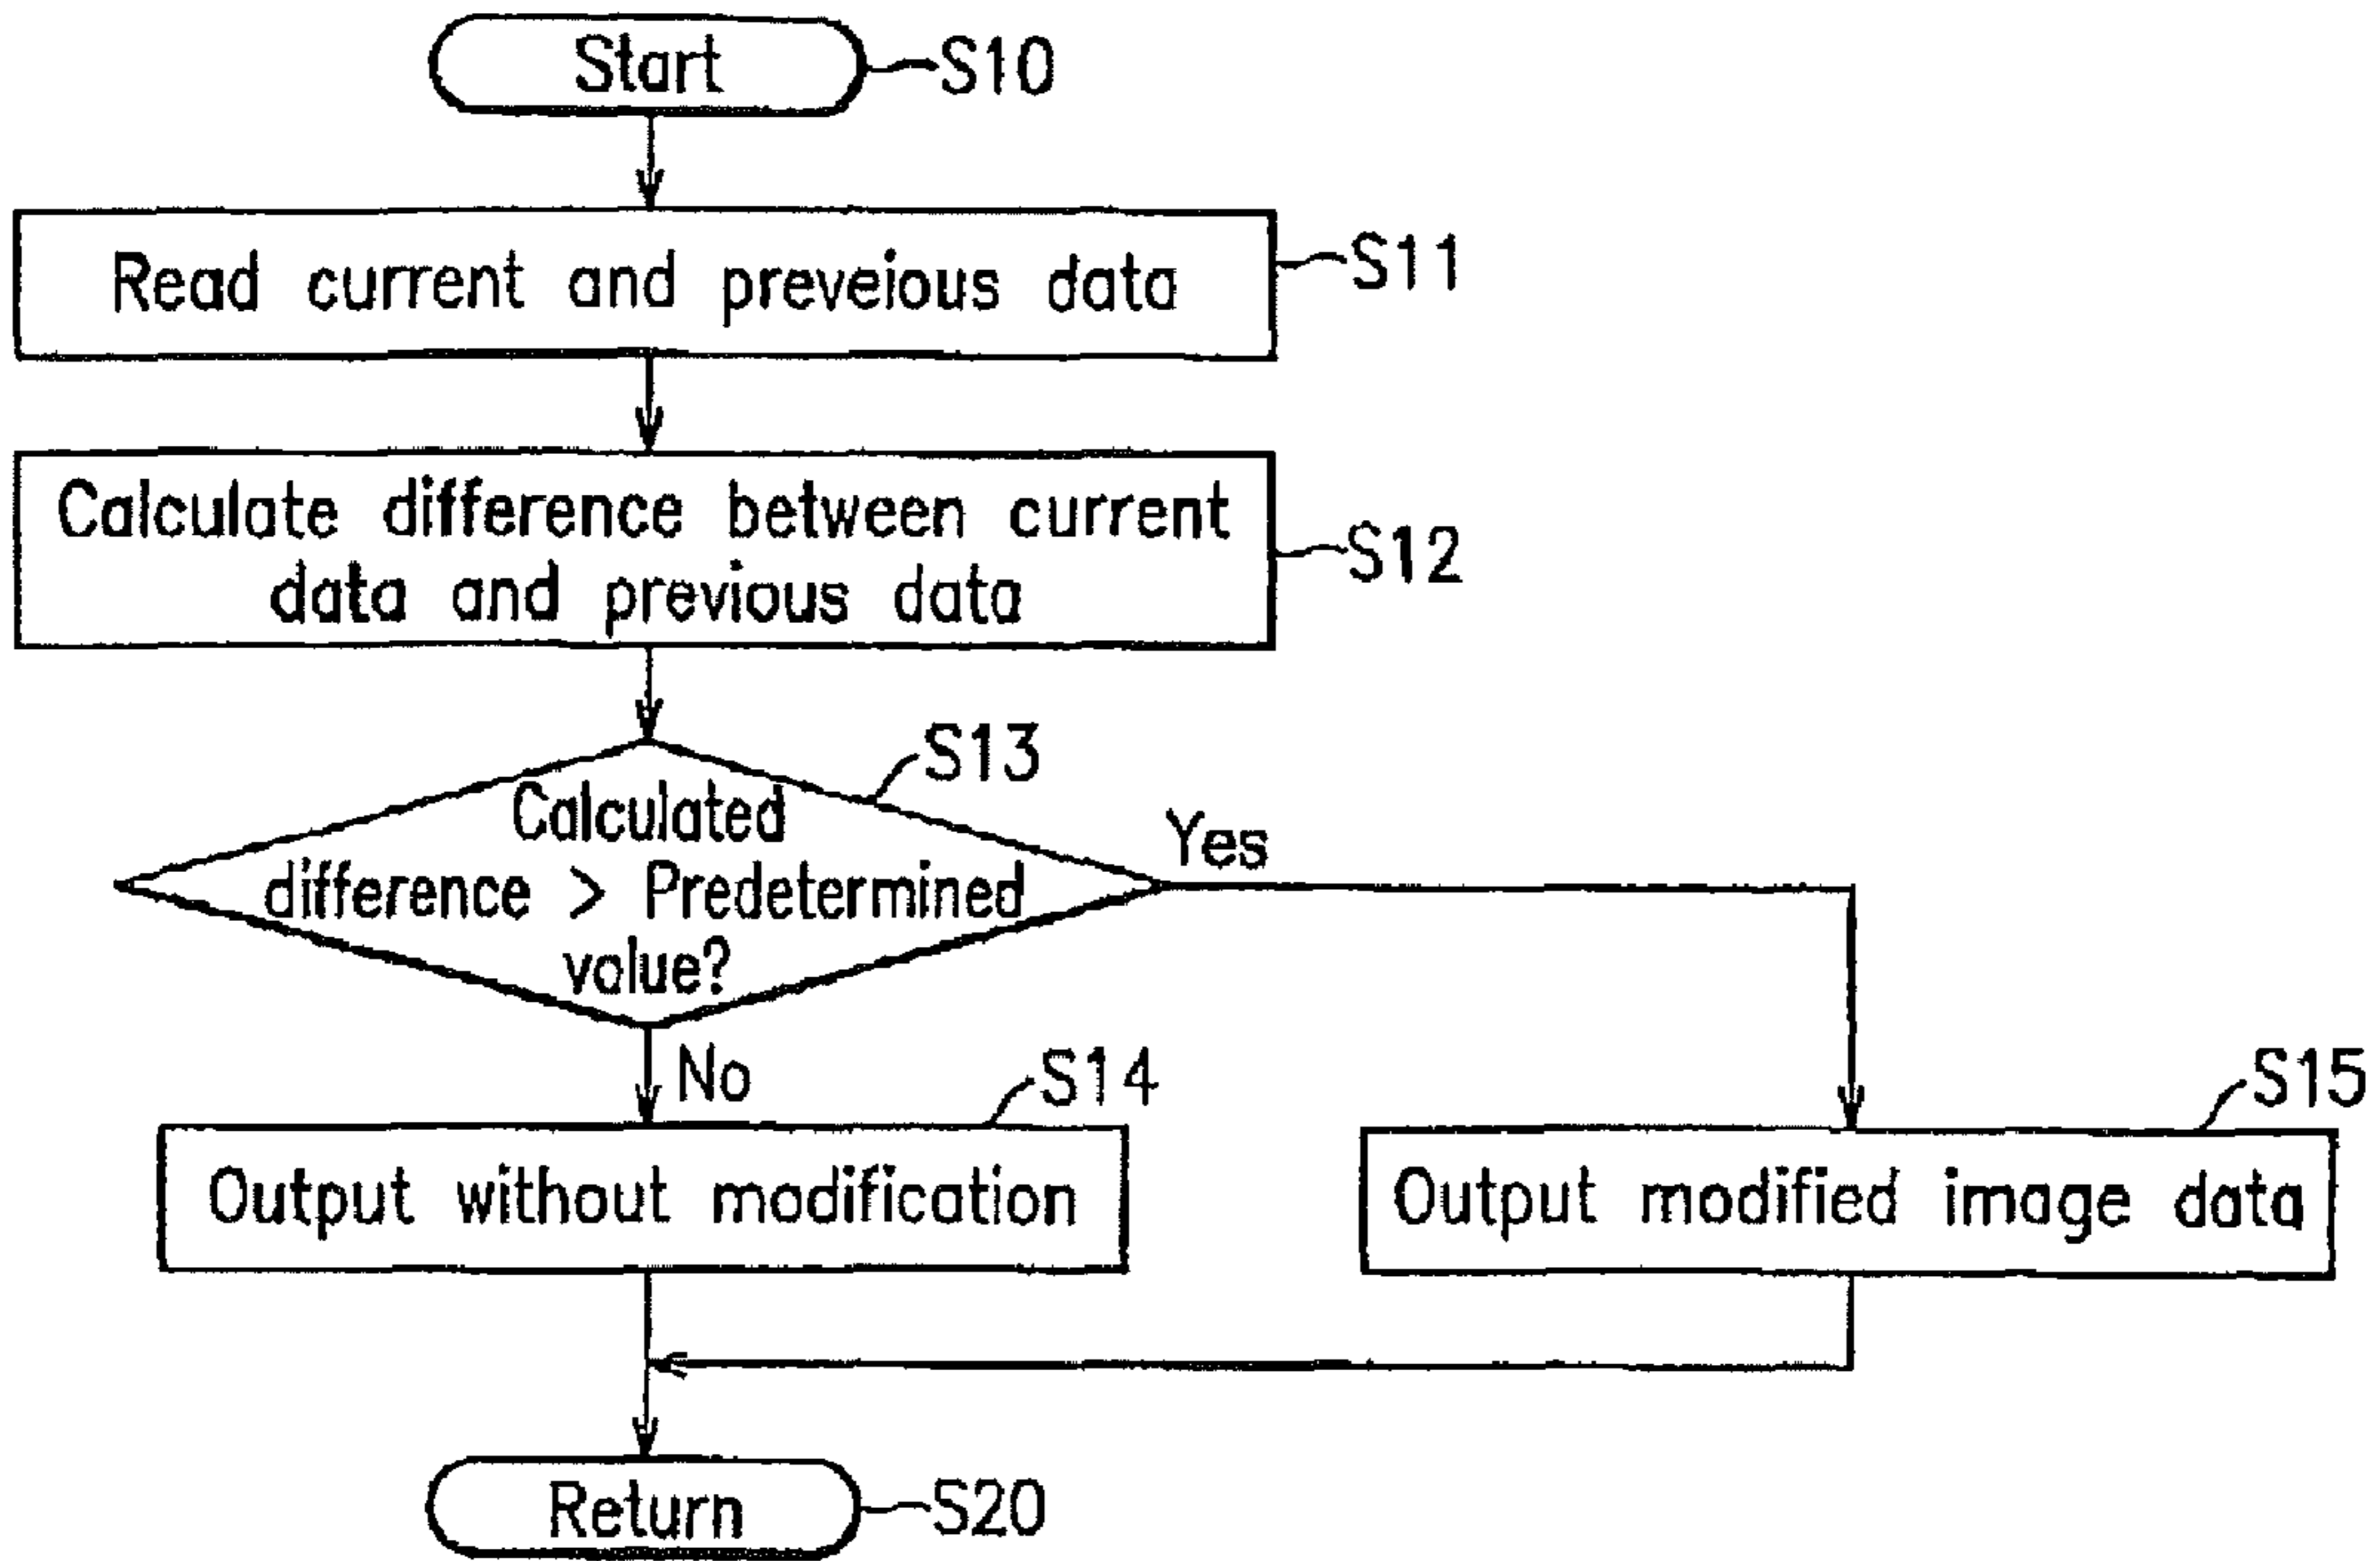 Start
S10
Read current and preveious data
S11
Calculate difference between current
data and previous data
S12
S13
Calculated
difference > Predetermined
value?
Yes
No
S14
Output without modification
S15
Output modified image data
Return
S20